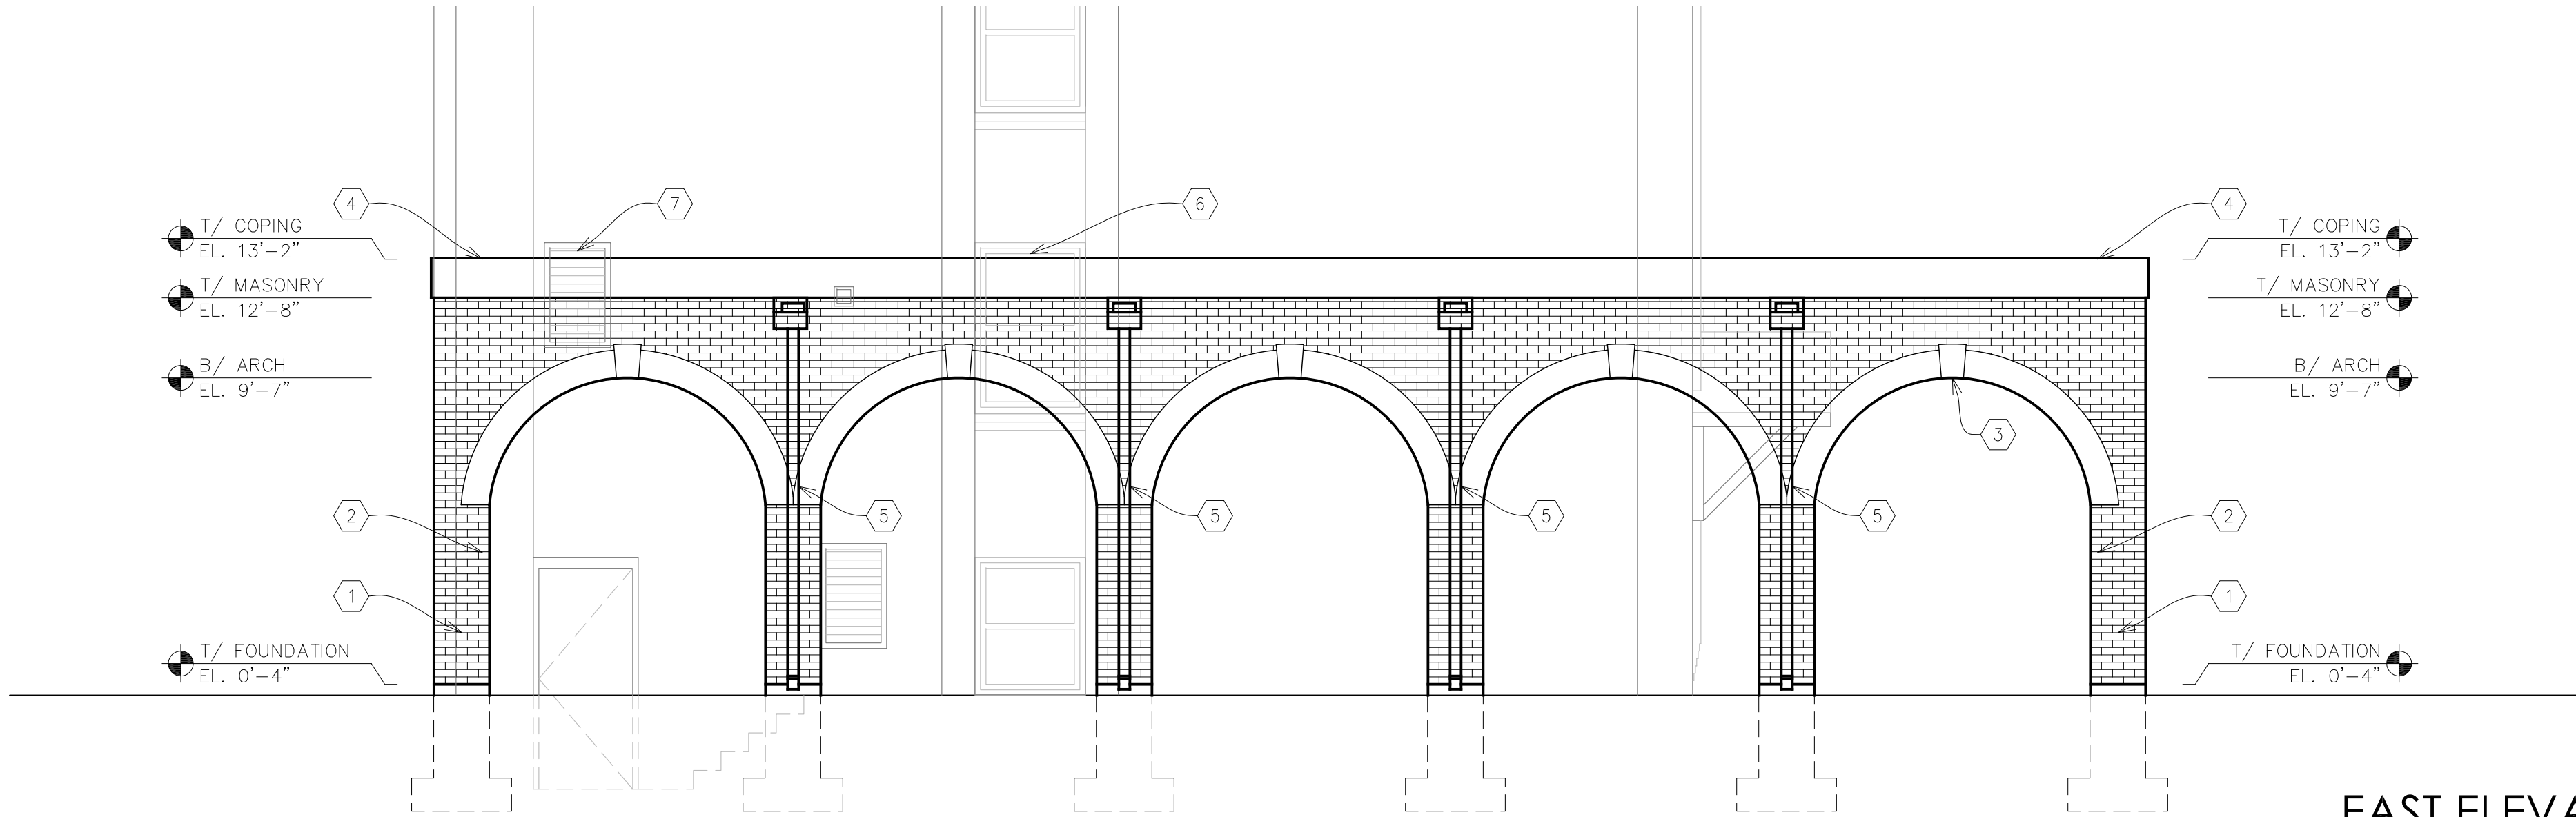 4
7
6
4
T/ COPING
EL. 13'-2"
T/ MASONRY
EL. 12'-8"
B/ ARCH
EL. 9'-7"
T/ COPING
EL. 13'-2"
T/ MASONRY
EL. 12'-8"
B/ ARCH
EL. 9'-7"
3
2
5
5
5
5
2
1
1
T/ FOUNDATION
EL. 0'-4"
T/ FOUNDATION
EL. 0'-4"
EAST